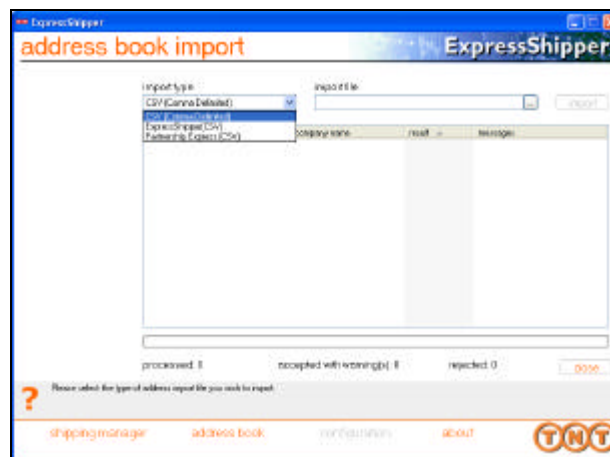 ExpressShipper
address book import
ExpressShipper
import type
import file
CSV (Comma Delimited)
...
import
CSV (Comma Delimited)
ExpressShipper(CSV)
Partnership Express (CSV)
company name
result
messages
processed: 0
accepted with warning(s): 0
rejected: 0
close
? Please select the type of address export file you wish to import.
shipping manager
address book
configuration
about
TNT